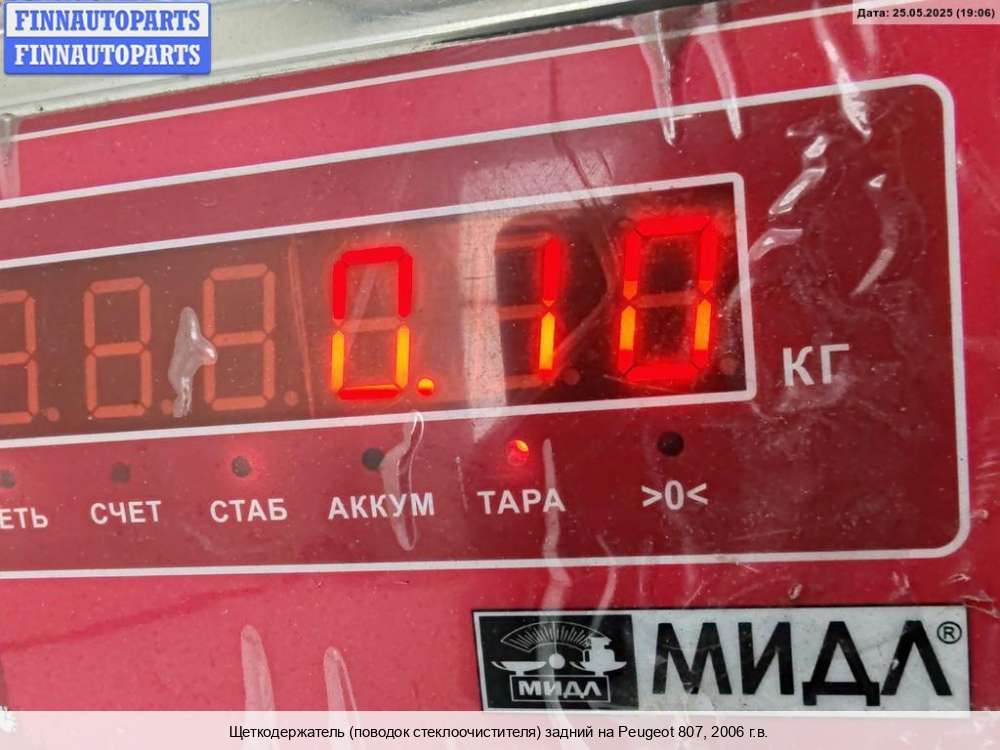 FINNAUTOPARTS
FINNAUTOPARTS
Дата: 25.05.2025 (19:06)
0.10
КГ
ЕТЬ СЧЕТ СТАБ АККУМ ТАРА >0<
МИДЛ
МИДЛ®
Щеткодержатель (поводок стеклоочистителя) задний на Peugeot 807, 2006 г.в.